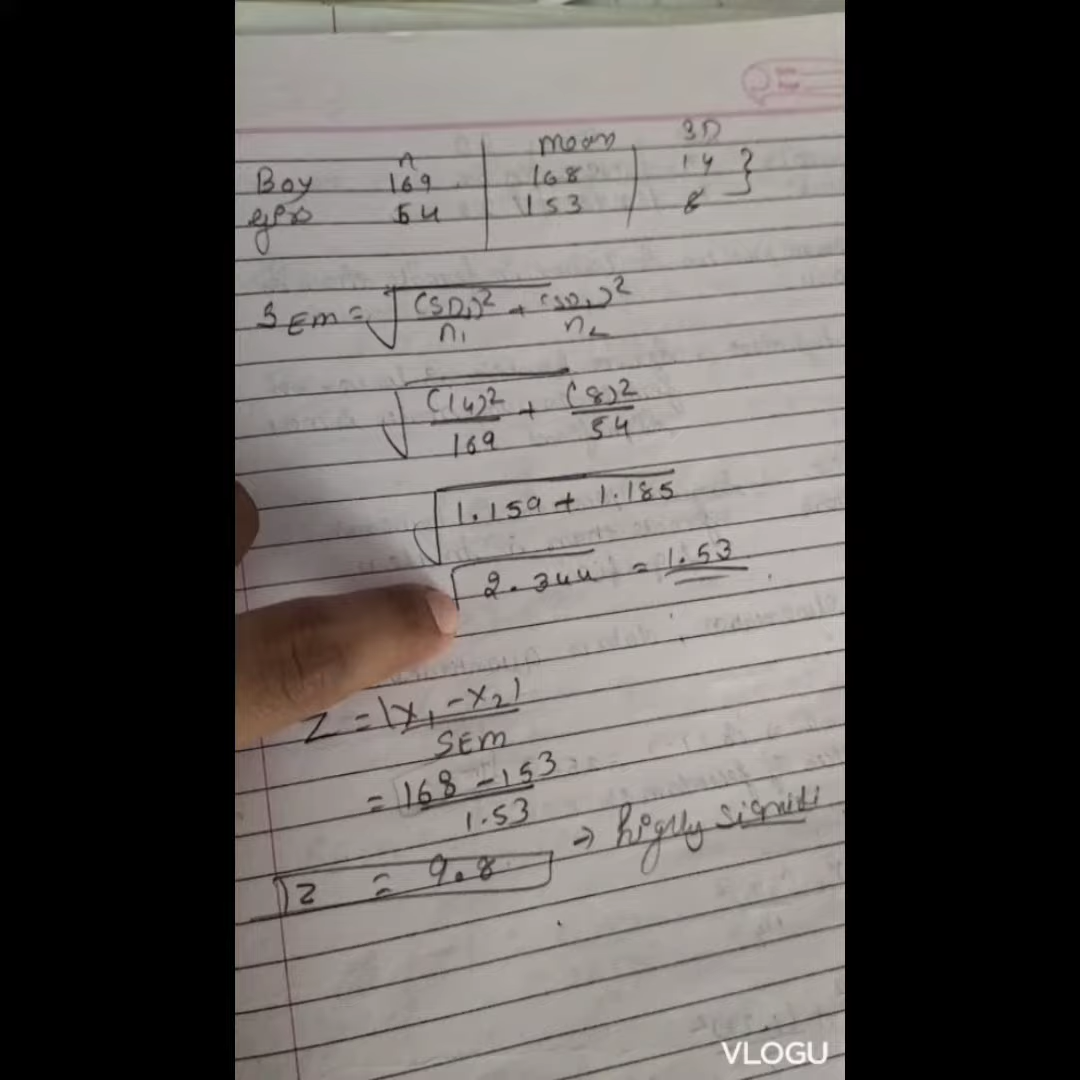 n mean SD
Boy 169 168 14 }
54 153 8
SEM = √(SD₁)²/n₁ + (SD₂)²/n₂
√(14)²/169 + (8)²/54
√1.159 + 1.185
√2.344 = 1.53
Z = |x₁ - x₂|/SEM
= 168 - 153/1.53
z = 9.8 → highly signifi
VLOGU